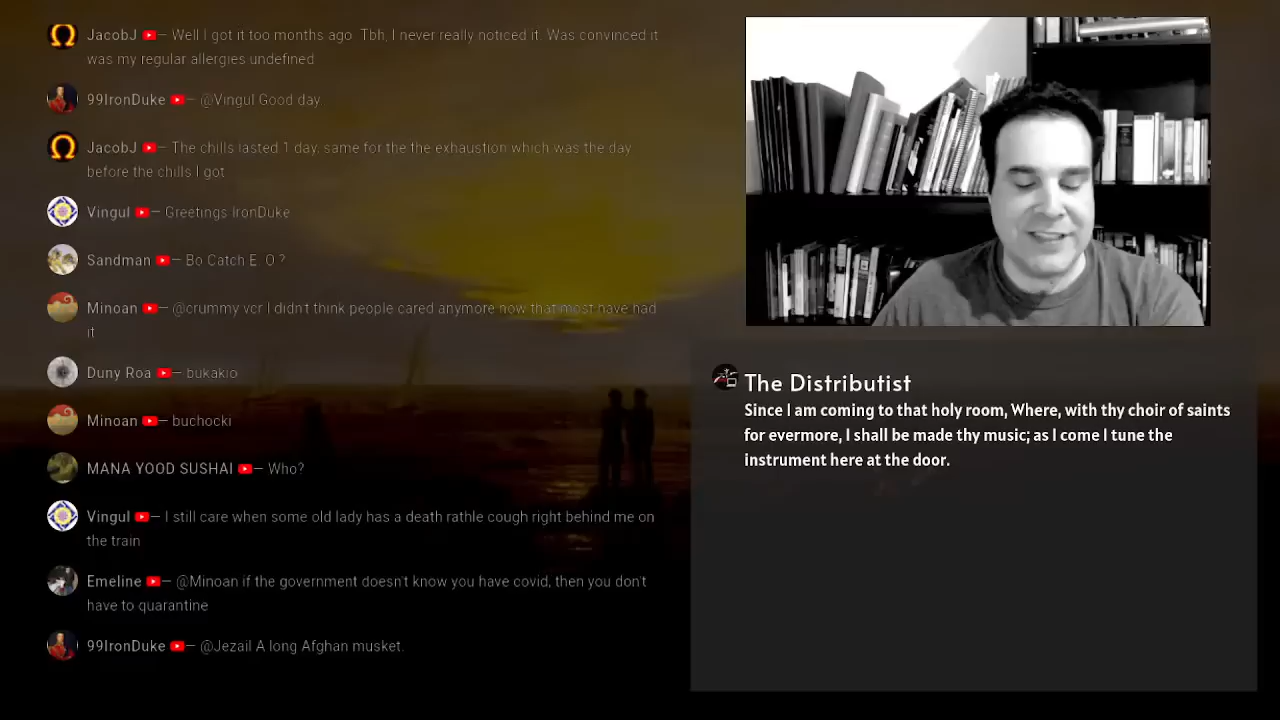 JacobJ — Well I got it too months ago. Tbh, I never really noticed it. Was convinced it
was my regular allergies undefined
99IronDuke — @Vingul Good day.
JacobJ — The chills lasted 1 day. same for the the exhaustion which was the day
before the chills I got
Vingul — Greetings IronDuke
Sandman — Bo Catch E. O ?
Minoan — @crummy vcr I didn't think people cared anymore now that most have had
it
Duny Roa — bukakio
Minoan — buchocki
MANA YOOD SUSHAI — Who?
Vingul — I still care when some old lady has a death rathle cough right behind me on
the train
Emeline — @Minoan if the government doesn't know you have covid, then you don't
have to quarantine
99IronDuke — @Jezail A long Afghan musket.
The Distributist
Since I am coming to that holy room, Where, with thy choir of saints
for evermore, I shall be made thy music; as I come I tune the
instrument here at the door.